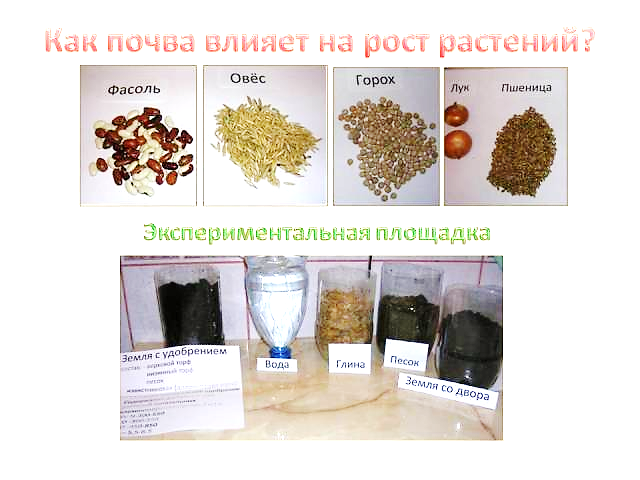 Как почва влияет на рост растений?
Фасоль
Овёс
Горох
Лук
Пшеница
Экспериментальная площадка
Земля с удобрением
верховой торф
низинный торф
песок
Вода
Глина
Песок
Земля со двора